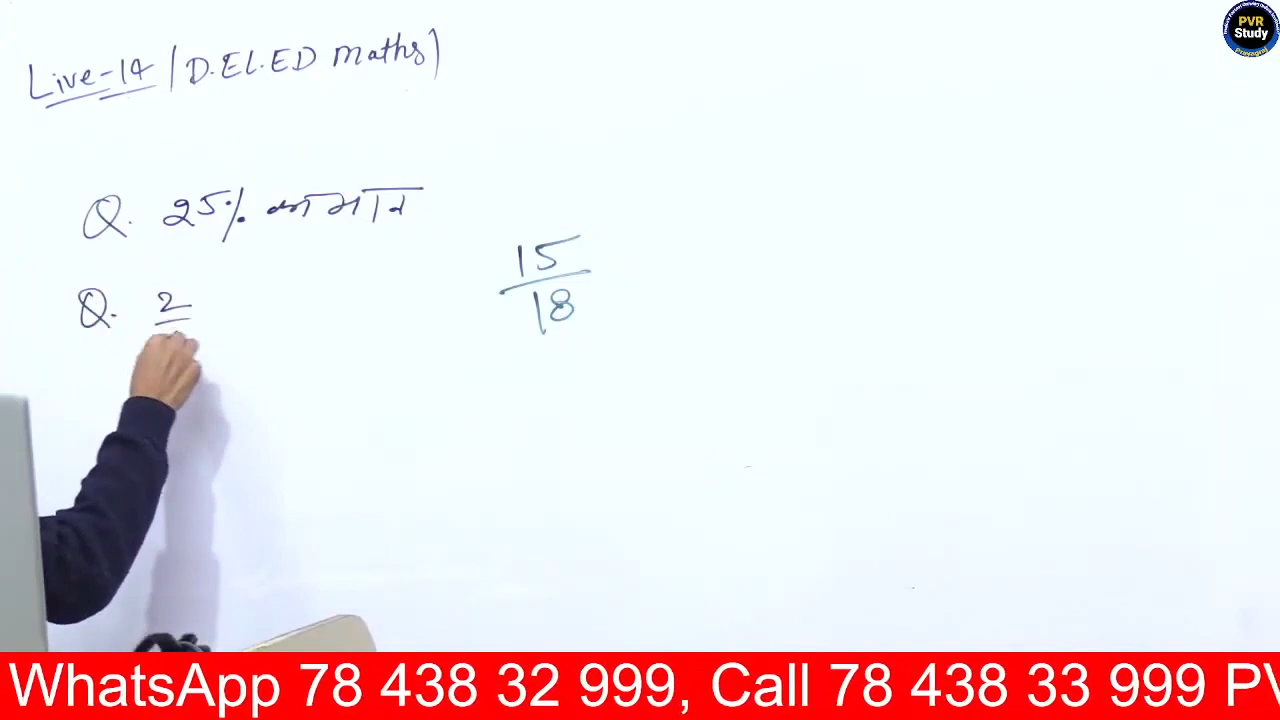 Live-14 / D.EL.ED Maths)
Q. 25% का मान
15
18
Q. 2
PVR
Study
Prayagraj
WhatsApp 78 438 32 999, Call 78 438 33 999 PV